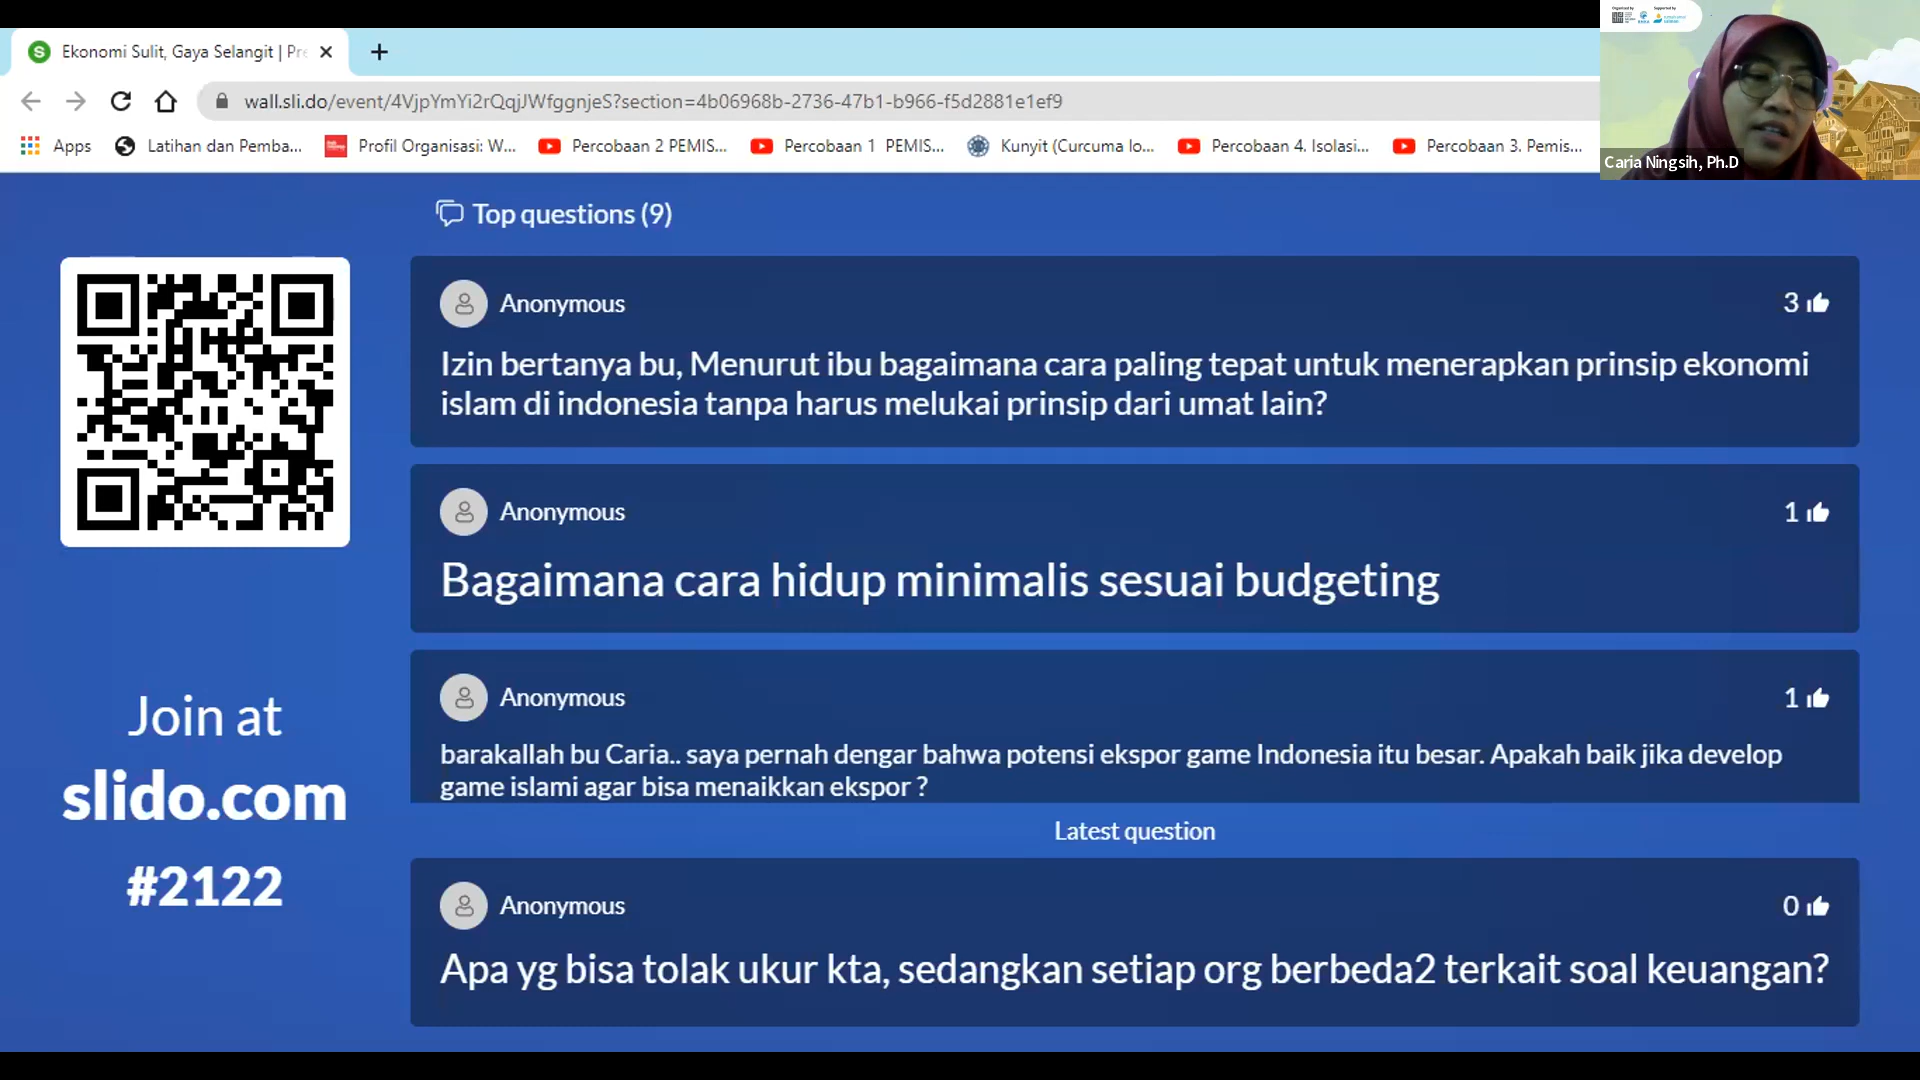 Ekonomi Sulit, Gaya Selangit | Pre
wall.sli.do/event/4VjpYmYi2rQqjJWfggnjeS?section=4b06968b-2736-47b1-b966-f5d2881e1ef9
Apps
Latihan dan Pemba...
Profil Organisasi: W...
Percobaan 2 PEMIS...
Percobaan 1 PEMIS...
Kunyit (Curcuma lo...
Percobaan 4. Isolasi...
Percobaan 3. Pemis...
Organized by
Supported by
Caria Ningsih, Ph.D
Top questions (9)
Anonymous
3
Izin bertanya bu, Menurut ibu bagaimana cara paling tepat untuk menerapkan prinsip ekonomi
islam di indonesia tanpa harus melukai prinsip dari umat lain?
Anonymous
1
Bagaimana cara hidup minimalis sesuai budgeting
Anonymous
1
barakallah bu Caria.. saya pernah dengar bahwa potensi ekspor game Indonesia itu besar. Apakah baik jika develop
game islami agar bisa menaikkan ekspor ?
Join at
slido.com
#2122
Latest question
Anonymous
0
Apa yg bisa tolak ukur kta, sedangkan setiap org berbeda2 terkait soal keuangan?